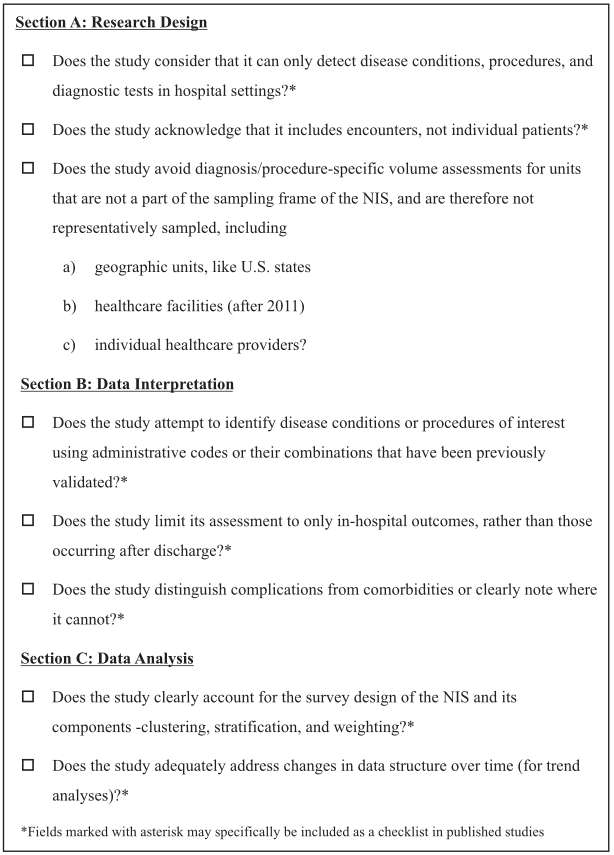 Section A: Research Design
☐ Does the study consider that it can only detect disease conditions, procedures, and
diagnostic tests in hospital settings?*
☐ Does the study acknowledge that it includes encounters, not individual patients?*
☐ Does the study avoid diagnosis/procedure-specific volume assessments for units
that are not a part of the sampling frame of the NIS, and are therefore not
representatively sampled, including
a) geographic units, like U.S. states
b) healthcare facilities (after 2011)
c) individual healthcare providers?
Section B: Data Interpretation
☐ Does the study attempt to identify disease conditions or procedures of interest
using administrative codes or their combinations that have been previously
validated?*
☐ Does the study limit its assessment to only in-hospital outcomes, rather than those
occurring after discharge?*
☐ Does the study distinguish complications from comorbidities or clearly note where
it cannot?*
Section C: Data Analysis
☐ Does the study clearly account for the survey design of the NIS and its
components -clustering, stratification, and weighting?*
☐ Does the study adequately address changes in data structure over time (for trend
analyses)?*
*Fields marked with asterisk may specifically be included as a checklist in published studies